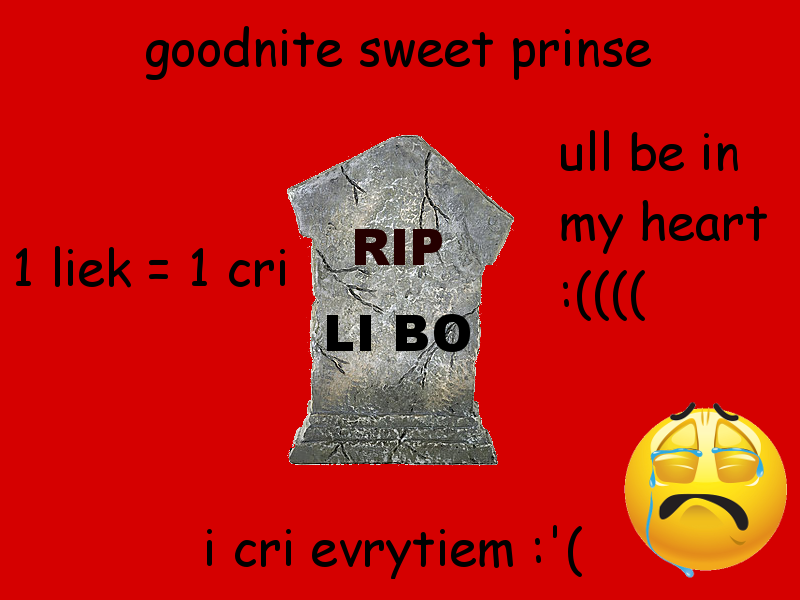 goodnite sweet prinse
ull be in
my heart
:((((
1 liek = 1 cri
RIP
LI BO
i cri evrytiem :'(